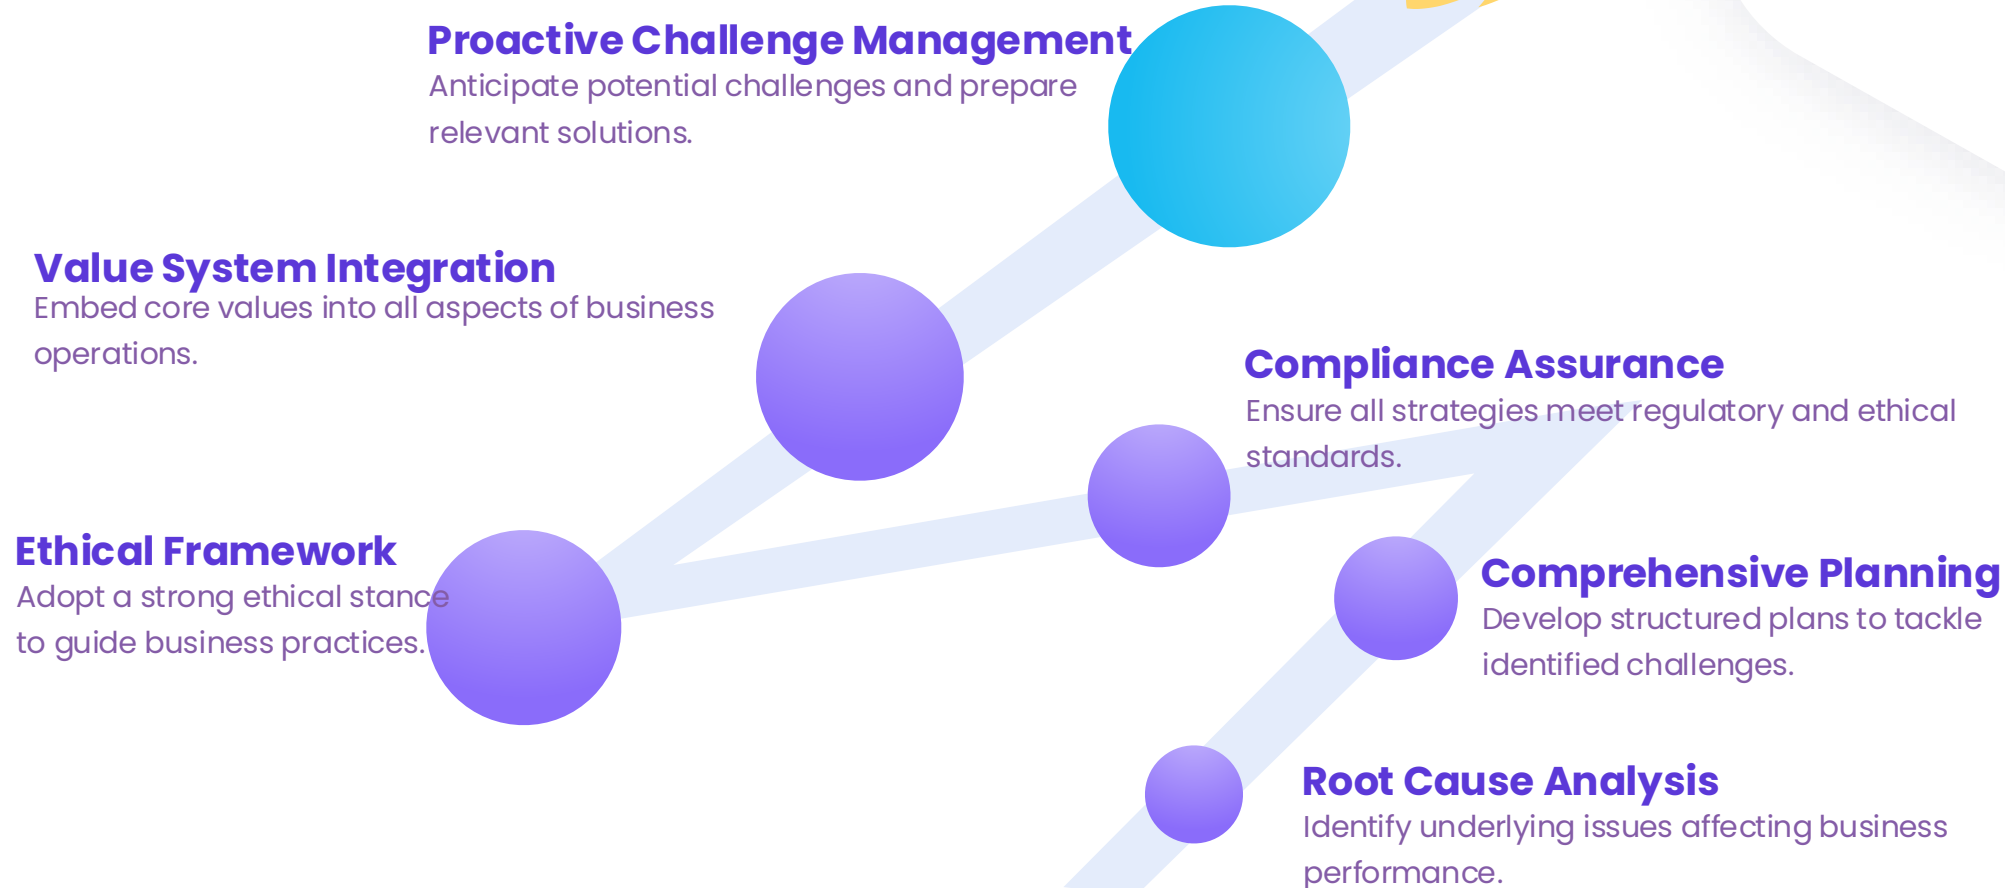 Proactive Challenge Management
Anticipate potential challenges and prepare
relevant solutions.
Value System Integration
Embed core values into all aspects of business
operations.
Compliance Assurance
Ensure all strategies meet regulatory and ethical
standards.
Ethical Framework
Adopt a strong ethical stance
to guide business practices.
Comprehensive Planning
Develop structured plans to tackle
identified challenges.
Root Cause Analysis
Identify underlying issues affecting business
performance.